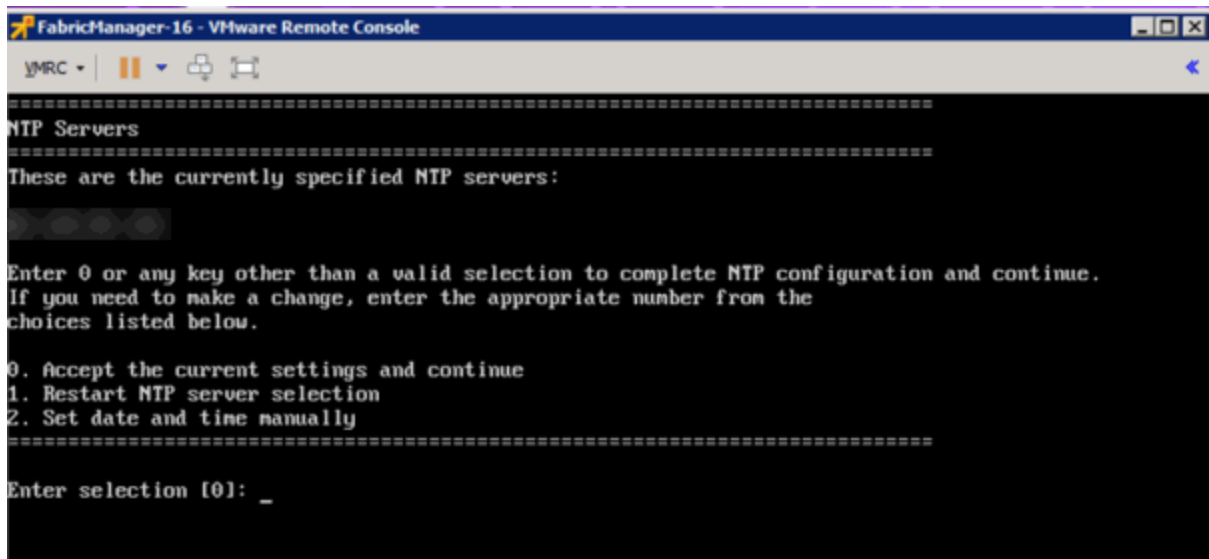 FabricManager-16 - VMware Remote Console
VMRC
==============================================================================
NTP Servers
==============================================================================
These are the currently specified NTP servers:
Enter 0 or any key other than a valid selection to complete NTP configuration and continue.
If you need to make a change, enter the appropriate number from the
choices listed below.
0. Accept the current settings and continue
1. Restart NTP server selection
2. Set date and time manually
==============================================================================
Enter selection [0]: _